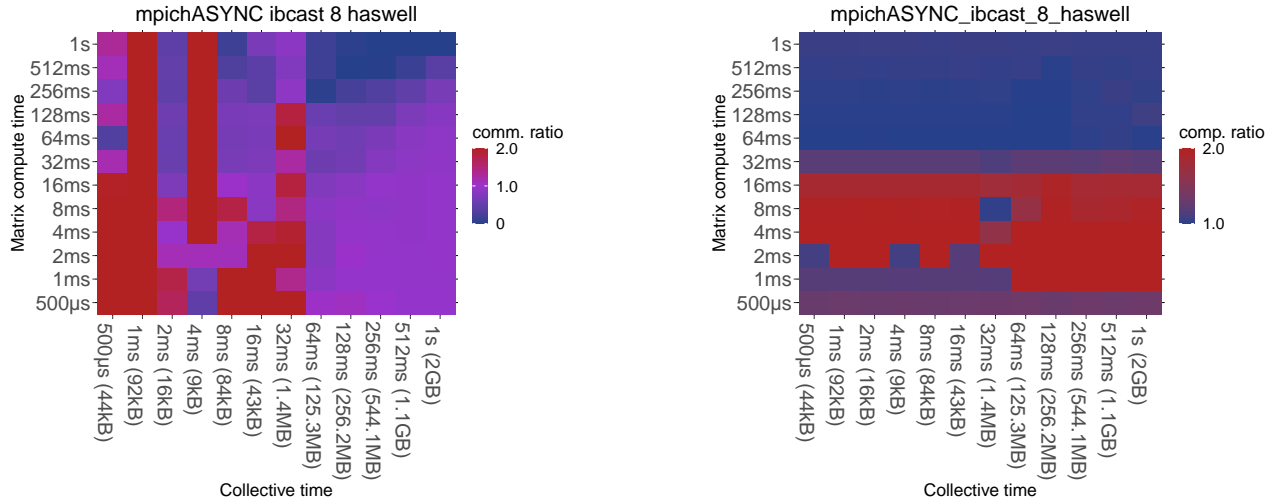 mpichASYNC ibcast 8 haswell
Matrix compute time
1s
512ms
256ms
128ms
64ms
32ms
16ms
8ms
4ms
2ms
1ms
500µs
500µs (44kB)
1ms (92kB)
2ms (16kB)
4ms (9kB)
8ms (84kB)
16ms (43kB)
32ms (1.4MB)
64ms (125.3MB)
128ms (256.2MB)
256ms (544.1MB)
512ms (1.1GB)
1s (2GB)
Collective time
comm. ratio
2.0
1.0
0
mpichASYNC_ibcast_8_haswell
Matrix compute time
1s
512ms
256ms
128ms
64ms
32ms
16ms
8ms
4ms
2ms
1ms
500µs
500µs (44kB)
1ms (92kB)
2ms (16kB)
4ms (9kB)
8ms (84kB)
16ms (43kB)
32ms (1.4MB)
64ms (125.3MB)
128ms (256.2MB)
256ms (544.1MB)
512ms (1.1GB)
1s (2GB)
Collective time
comp. ratio
2.0
1.0